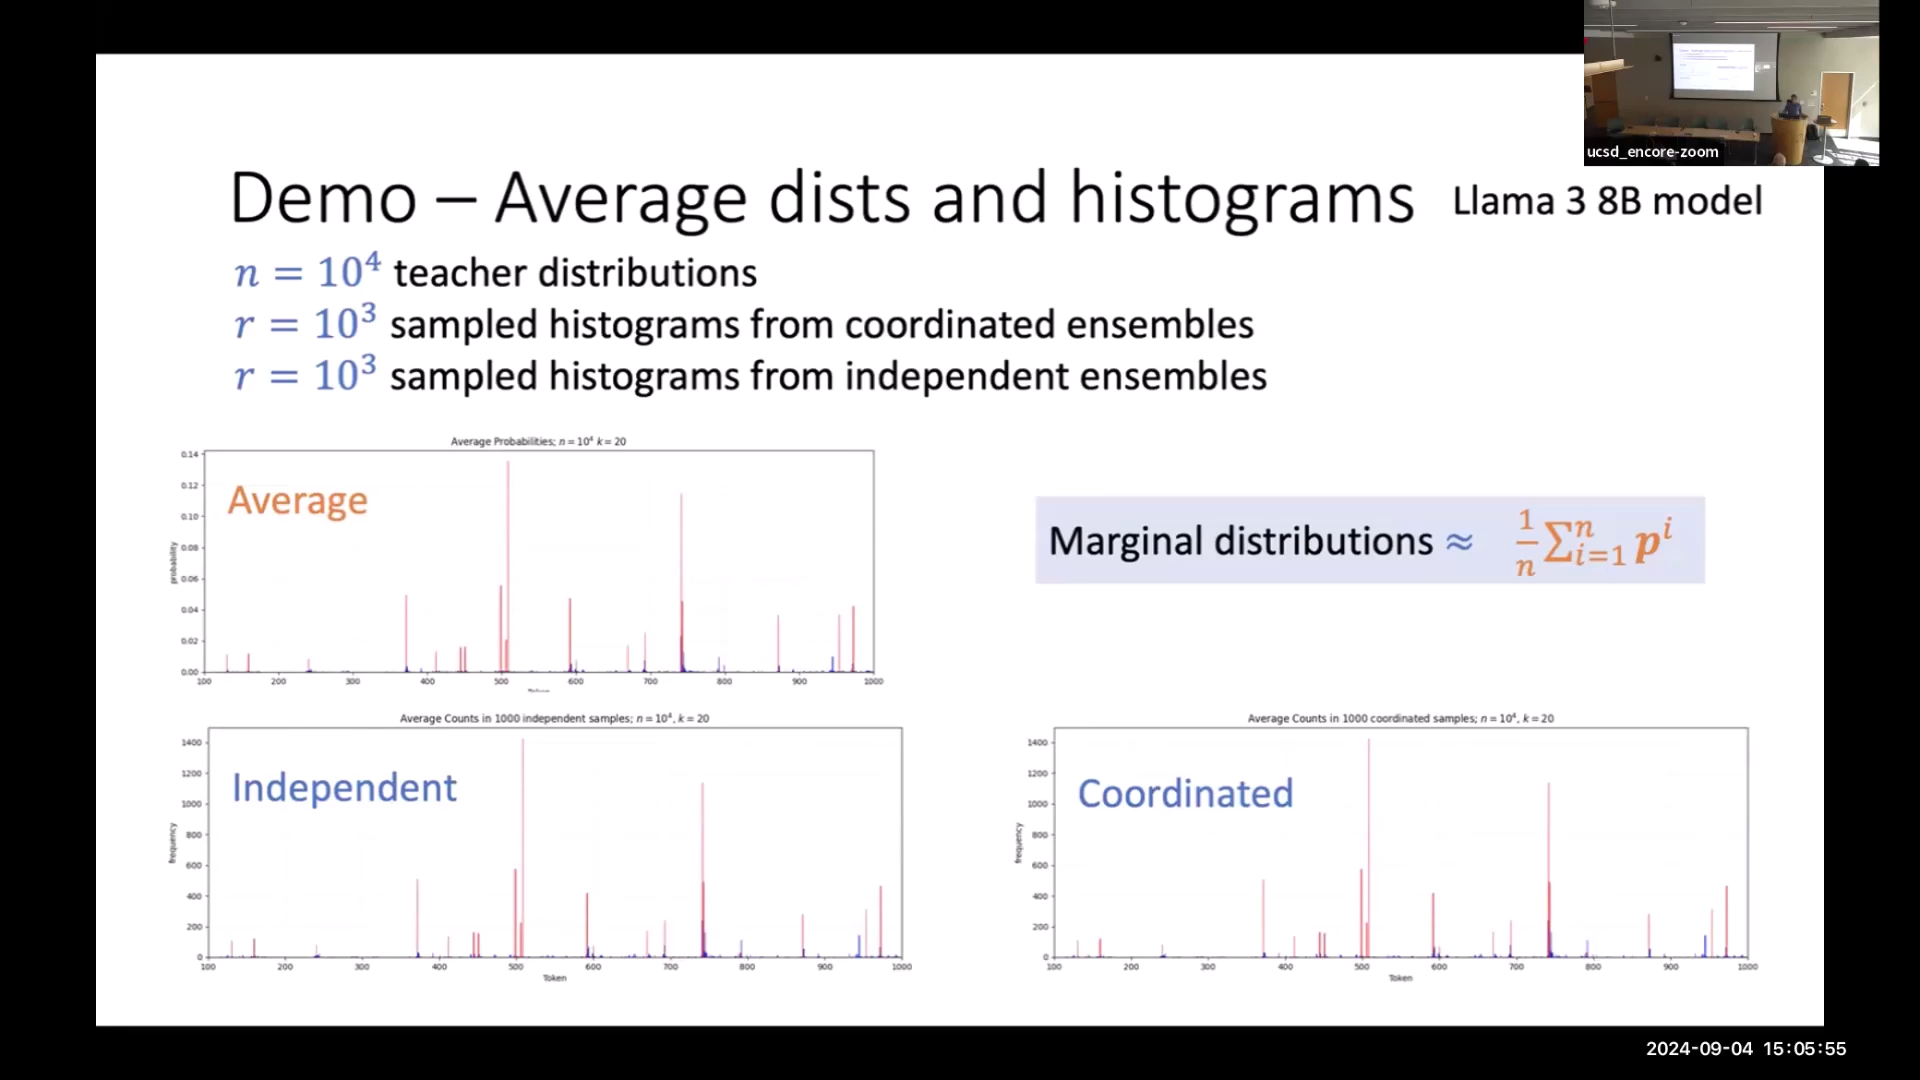 ucsd_encore-zoom
Demo – Average dists and histograms
Llama 3 8B model
n = 10⁴ teacher distributions
r = 10³ sampled histograms from coordinated ensembles
r = 10³ sampled histograms from independent ensembles
Average Probabilities; n = 10⁴ k = 20
Average
probability
0.14
0.12
0.10
0.08
0.06
0.04
0.02
0.00
100 200 300 400 500 600 700 800 900 1000
Marginal distributions ≈ 1/n ∑ⁿᵢ₌₁ pⁱ
Average Counts in 1000 independent samples; n = 10⁴, k = 20
Independent
frequency
1400
1200
1000
800
600
400
200
0
100 200 300 400 500 600 700 800 900 1000
Token
Average Counts in 1000 coordinated samples; n = 10⁴, k = 20
Coordinated
frequency
1400
1200
1000
800
600
400
200
0
100 200 300 400 500 600 700 800 900 1000
Token
2024-09-04 15:05:55